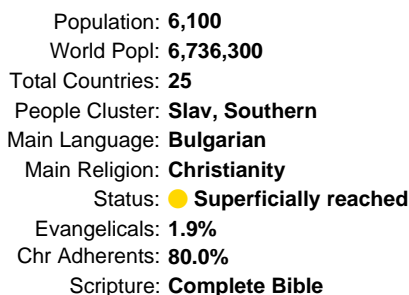 Population: 6,100
World Popl: 6,736,300
Total Countries: 25
People Cluster: Slav, Southern
Main Language: Bulgarian
Main Religion: Christianity
Status: Superficially reached
Evangelicals: 1.9%
Chr Adherents: 80.0%
Scripture: Complete Bible